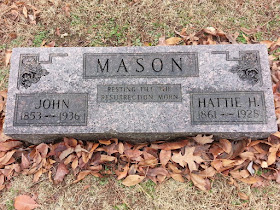 MASON
RESTING TILL THE
RESURRECTION MORN
JOHN
1853 – 1936
HATTIE H.
1861 – 1928